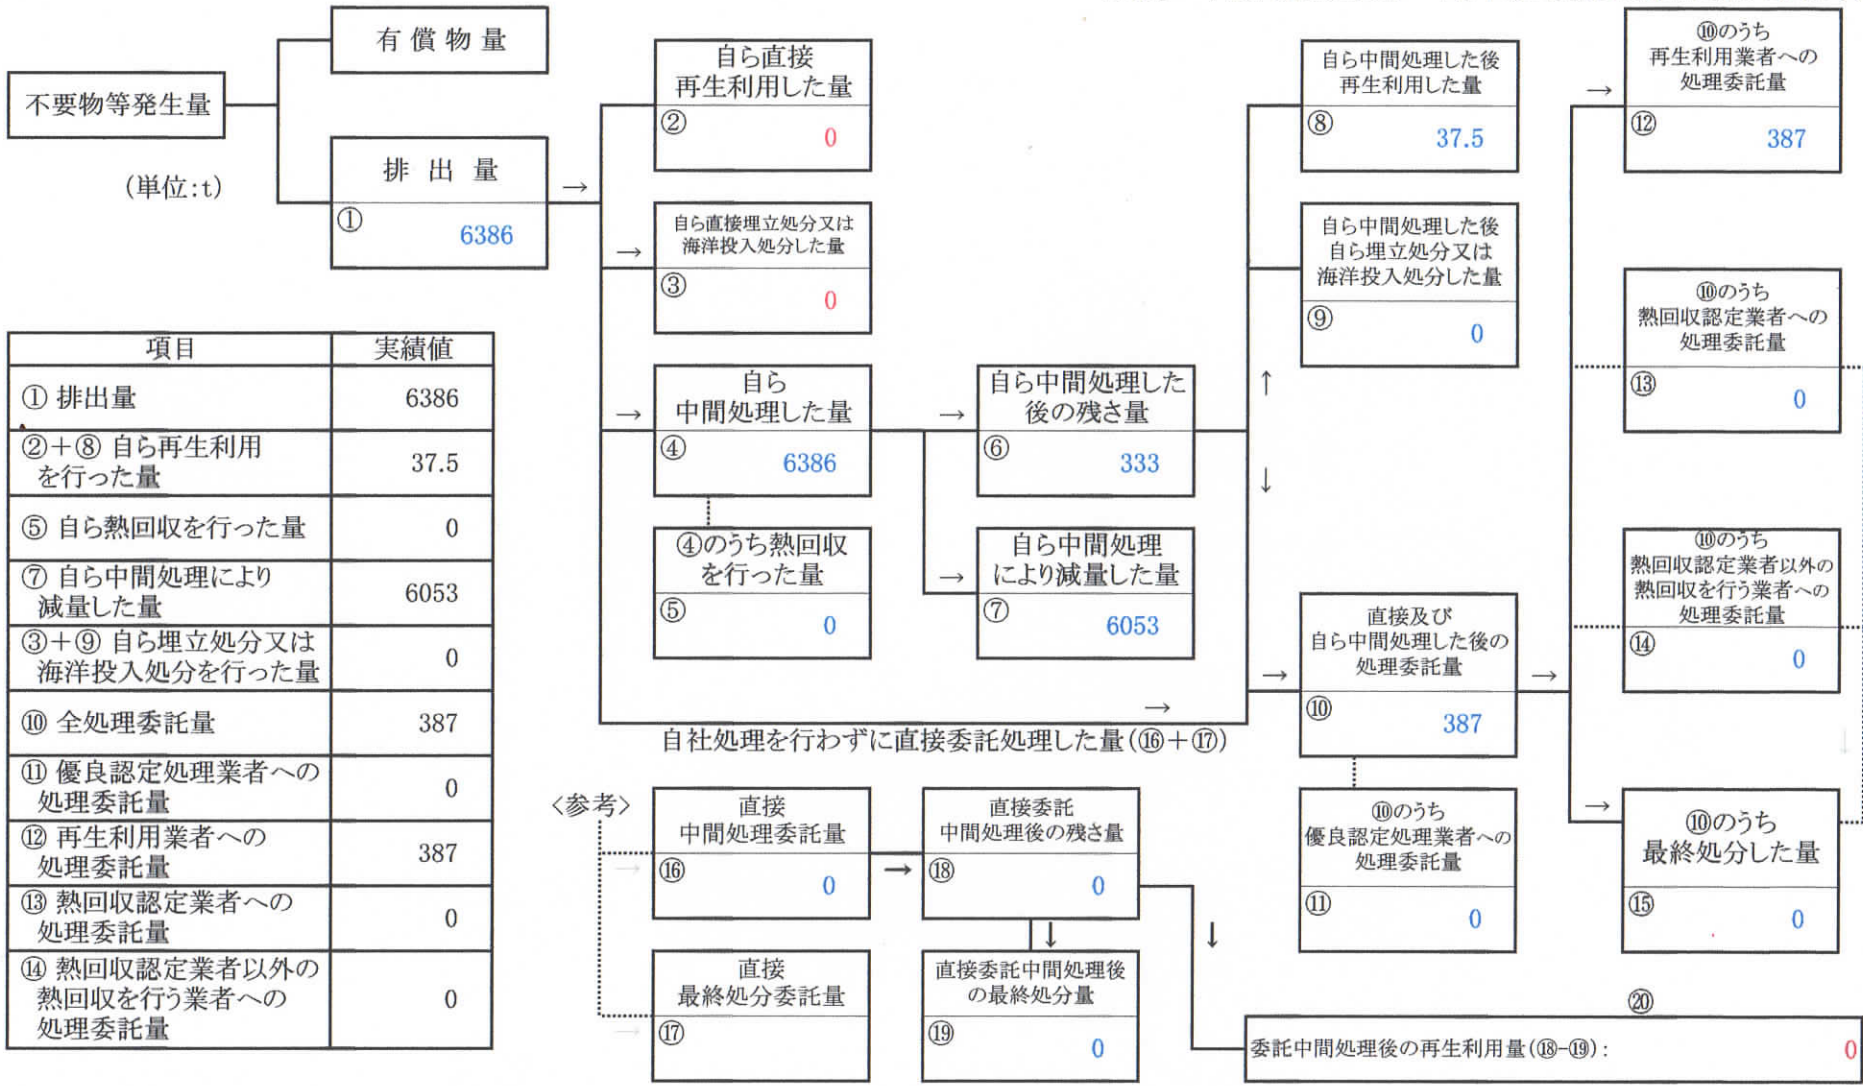 不要物等発生量
(単位:t)
有償物量
排出量
①
6386
自ら直接
再生利用した量
②
0
自ら直接埋立処分又は
海洋投入処分した量
③
0
自ら
中間処理した量
④
6386
④のうち熱回収
を行った量
⑤
0
自ら中間処理した
後の残さ量
⑥
333
自ら中間処理
により減量した量
⑦
6053
自ら中間処理した後
再生利用した量
⑧
37.5
自ら中間処理した後
自ら埋立処分又は
海洋投入処分した量
⑨
0
直接及び
自ら中間処理した後の
処理委託量
⑩
387
⑩のうち
優良認定処理業者への
処理委託量
⑪
0
⑩のうち
再生利用業者への
処理委託量
⑫
387
⑩のうち
熱回収認定業者への
処理委託量
⑬
0
⑩のうち
熱回収認定業者以外の
熱回収を行う業者への
処理委託量
⑭
0
⑩のうち
最終処分した量
⑮
0
自社処理を行わずに直接委託処理した量(⑯+⑰)
<参考>
直接
中間処理委託量
⑯
0
直接
最終処分委託量
⑰
直接委託
中間処理後の残さ量
⑱
0
直接委託中間処理後
の最終処分量
⑲
0
⑳
委託中間処理後の再生利用量(⑱-⑲):
0
項目 実績値
① 排出量 6386
②+⑧ 自ら再生利用
を行った量 37.5
⑤ 自ら熱回収を行った量 0
⑦ 自ら中間処理により
減量した量 6053
③+⑨ 自ら埋立処分又は
海洋投入処分を行った量 0
⑩ 全処理委託量 387
⑪ 優良認定処理業者への
処理委託量 0
⑫ 再生利用業者への
処理委託量 387
⑬ 熱回収認定業者への
処理委託量 0
⑭ 熱回収認定業者以外の
熱回収を行う業者への
処理委託量 0